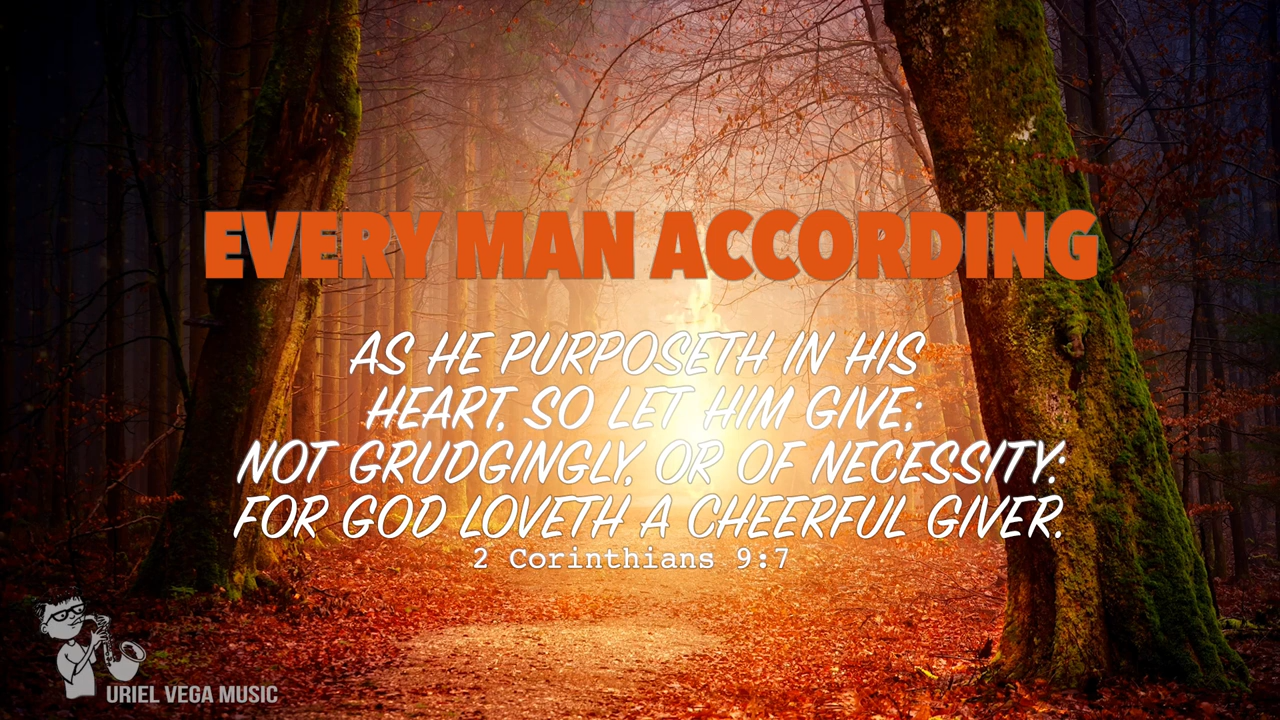 EVERY MAN ACCORDING
AS HE PURPOSETH IN HIS
HEART, SO LET HIM GIVE;
NOT GRUDGINGLY, OR OF NECESSITY:
FOR GOD LOVETH A CHEERFUL GIVER.
2 Corinthians 9:7
URIEL VEGA MUSIC